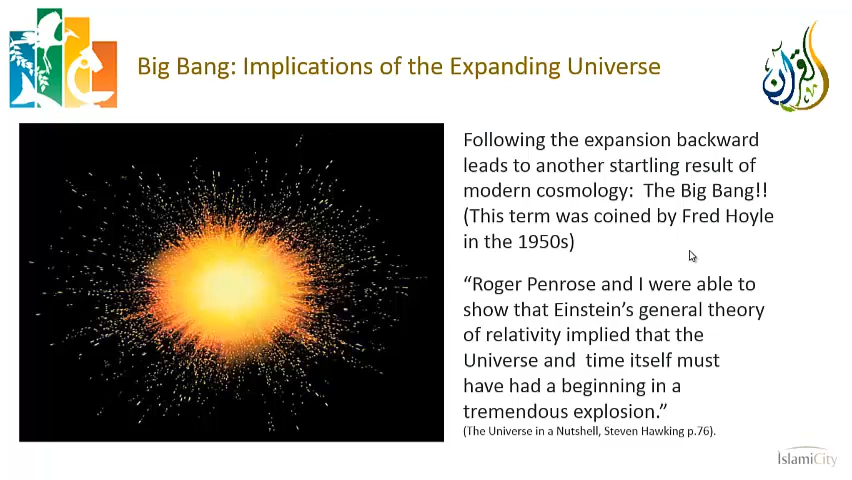 Big Bang: Implications of the Expanding Universe
Following the expansion backward
leads to another startling result of
modern cosmology:  The Big Bang!!
(This term was coined by Fred Hoyle
in the 1950s)
“Roger Penrose and I were able to
show that Einstein’s general theory
of relativity implied that the
Universe and  time itself must
have had a beginning in a
tremendous explosion.”
(The Universe in a Nutshell, Steven Hawking p.76).
IslamiCity